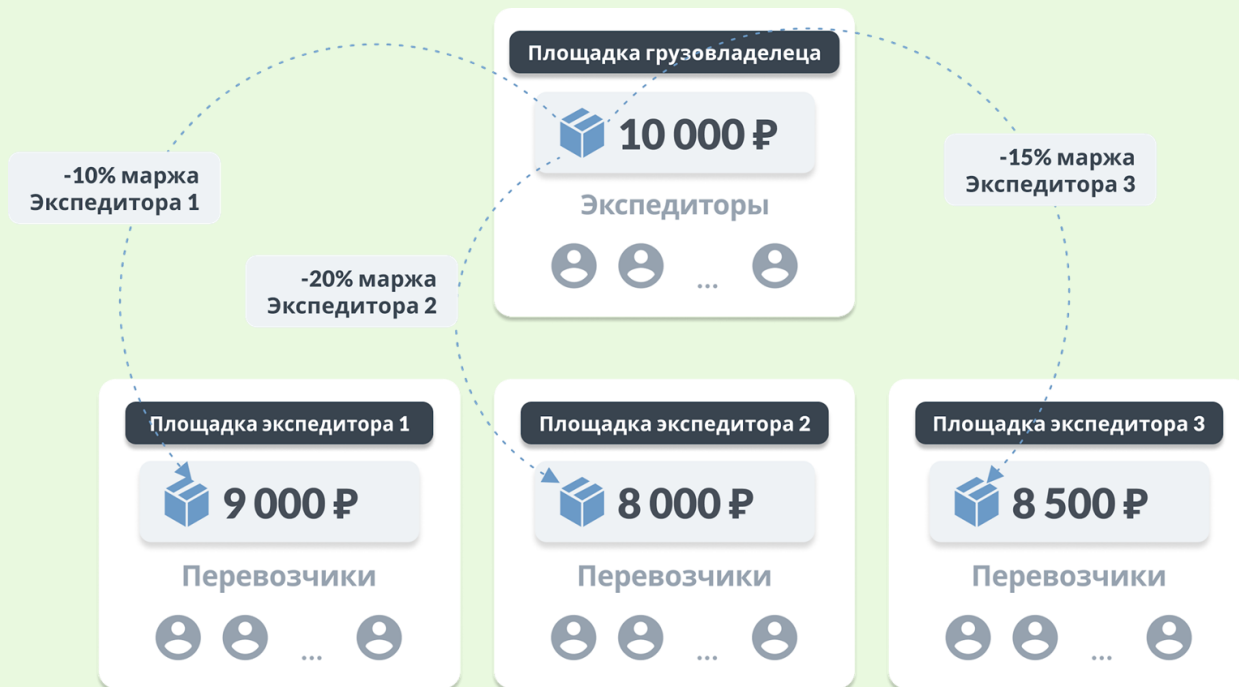 Площадка грузовладелеца
10 000 ₽
Экспедиторы
...
-10% маржа
Экспедитора 1
-15% маржа
Экспедитора 3
-20% маржа
Экспедитора 2
Площадка экспедитора 1
9 000 ₽
Перевозчики
...
Площадка экспедитора 2
8 000 ₽
Перевозчики
...
Площадка экспедитора 3
8 500 ₽
Перевозчики
...